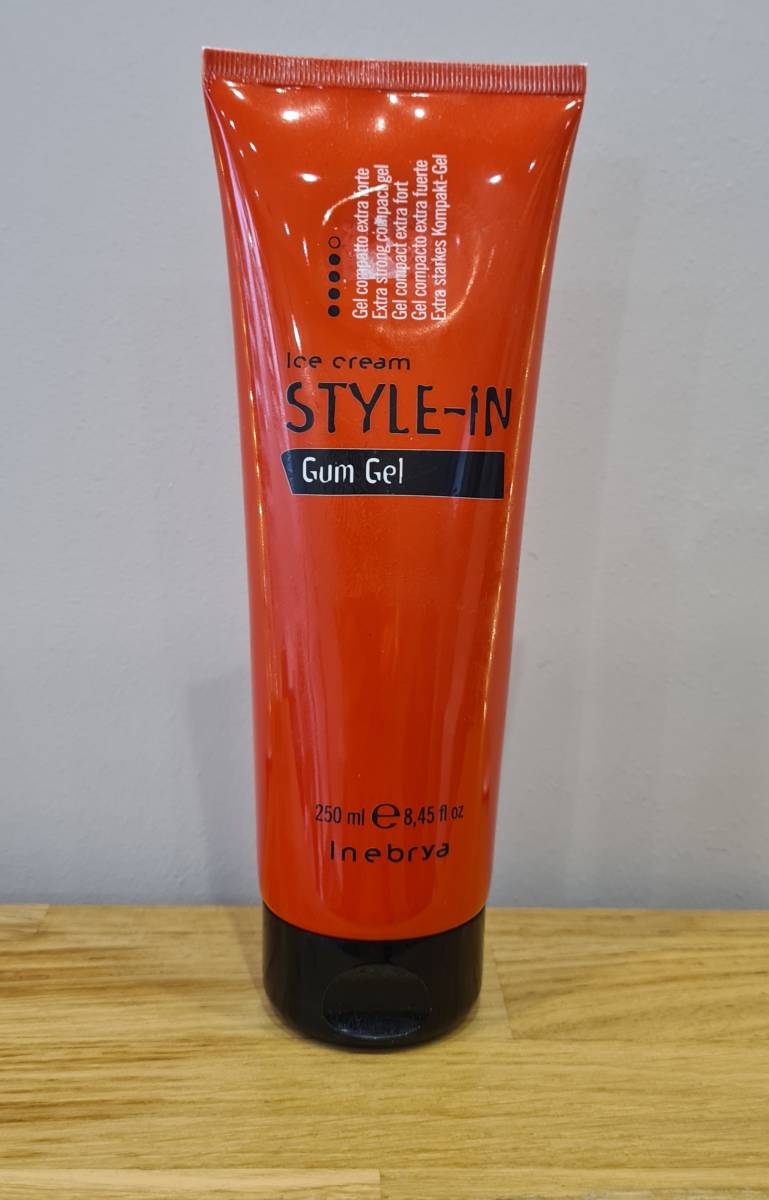 Gel compatto extra forte
Extra strong compact gel
Gel compact extra fort
Gel compacto extra fuerte
Extra starkes Kompakt-Gel
Ice cream
STYLE-iN
Gum Gel
250 ml e 8,45 fl oz
Inebrya